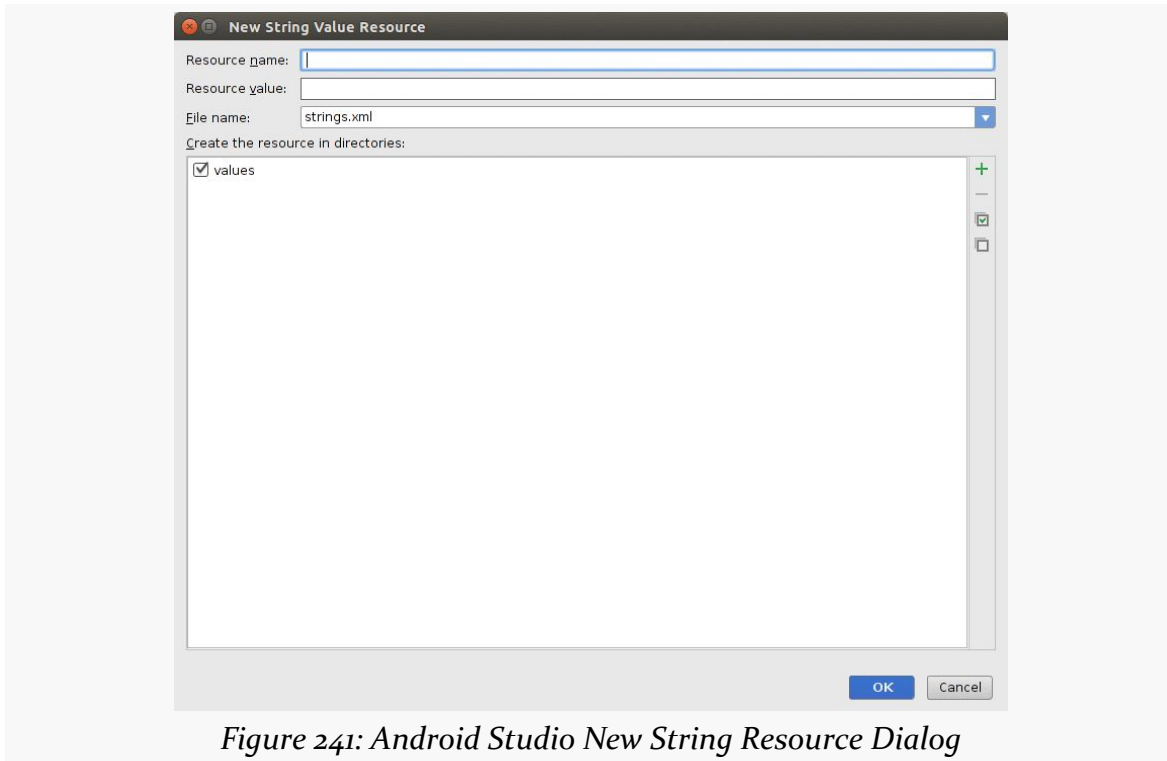 New String Value Resource
Resource name:
Resource value:
File name: strings.xml
Create the resource in directories:
values
OK Cancel
Figure 241: Android Studio New String Resource Dialog